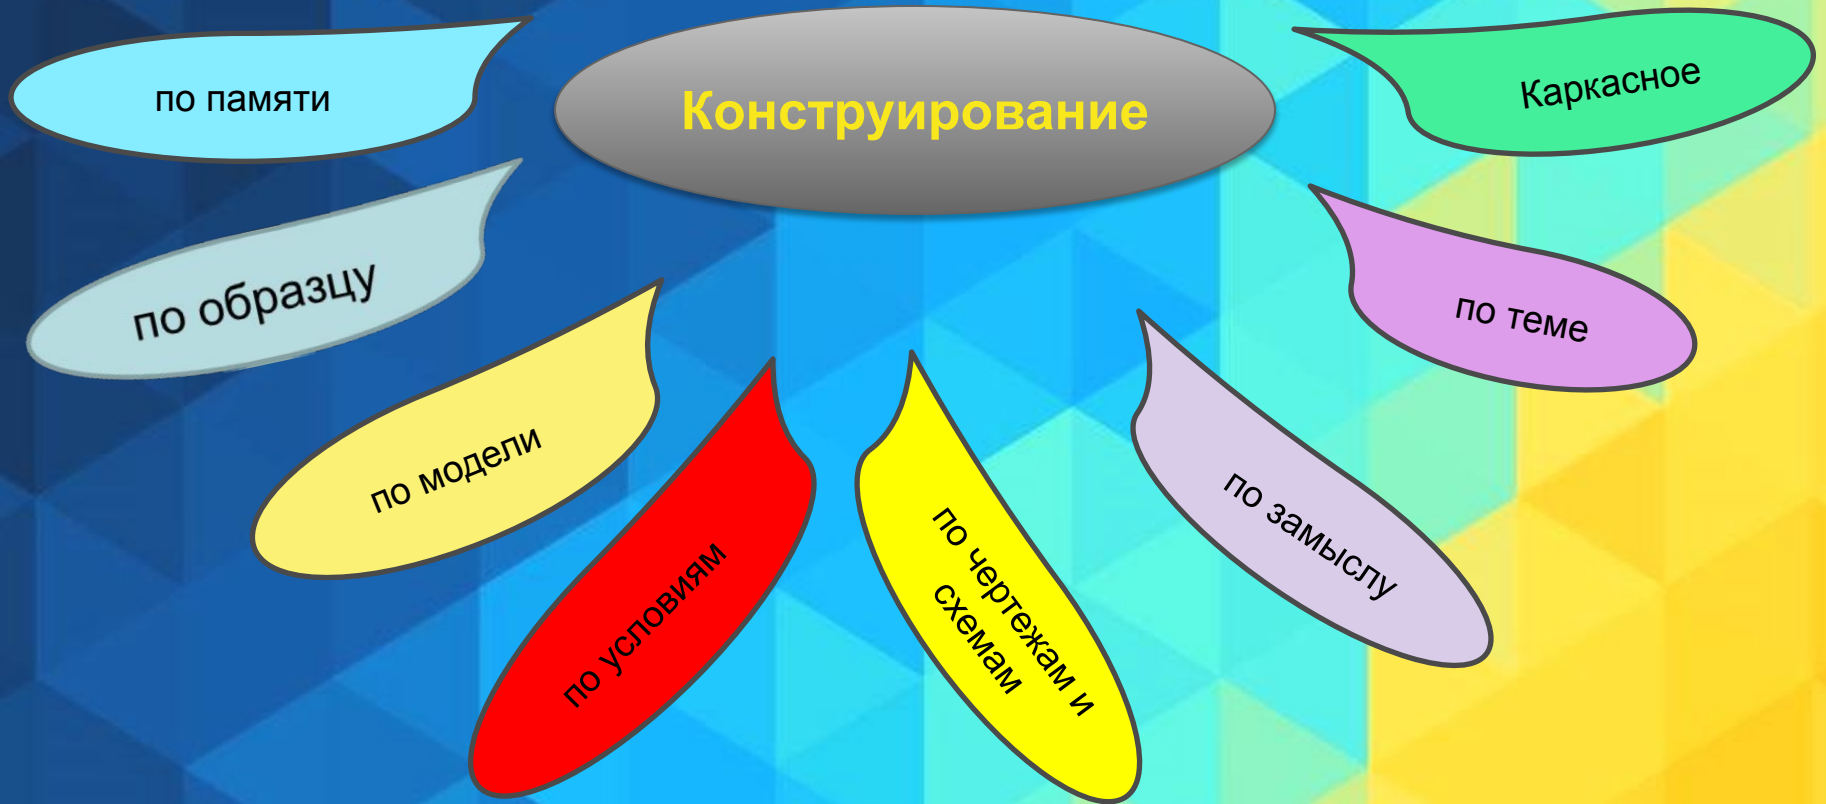 Конструирование
по памяти
по образцу
по модели
по условиям
по чертежам и
схемам
по замыслу
по теме
Каркасное